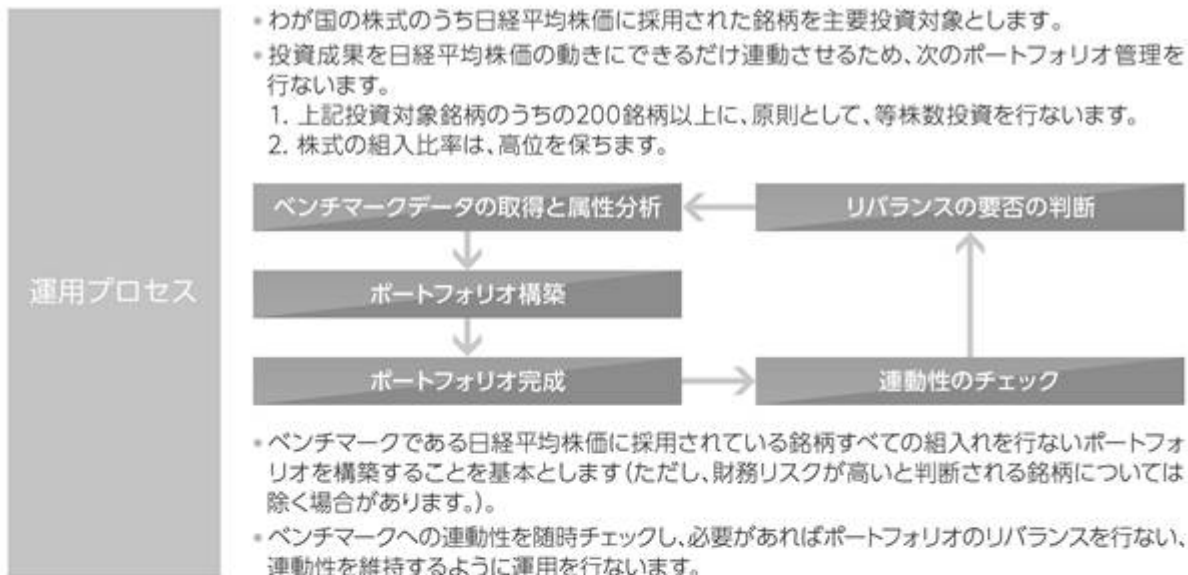 ・わが国の株式のうち日経平均株価に採用された銘柄を主要投資対象とします。
・投資成果を日経平均株価の動きにできるだけ連動させるため、次のポートフォリオ管理を
行ないます。
1. 上記投資対象銘柄のうちの200銘柄以上に、原則として、等株数投資を行ないます。
2. 株式の組入比率は、高位を保ちます。
運用プロセス
ベンチマークデータの取得と属性分析
リバランスの要否の判断
ポートフォリオ構築
ポートフォリオ完成
連動性のチェック
・ベンチマークである日経平均株価に採用されている銘柄すべての組入れを行ないポートフォ
リオを構築することを基本とします(ただし、財務リスクが高いと判断される銘柄については
除く場合があります。)。
・ベンチマークへの連動性を随時チェックし、必要があればポートフォリオのリバランスを行ない、
連動性を維持するように運用を行ないます。